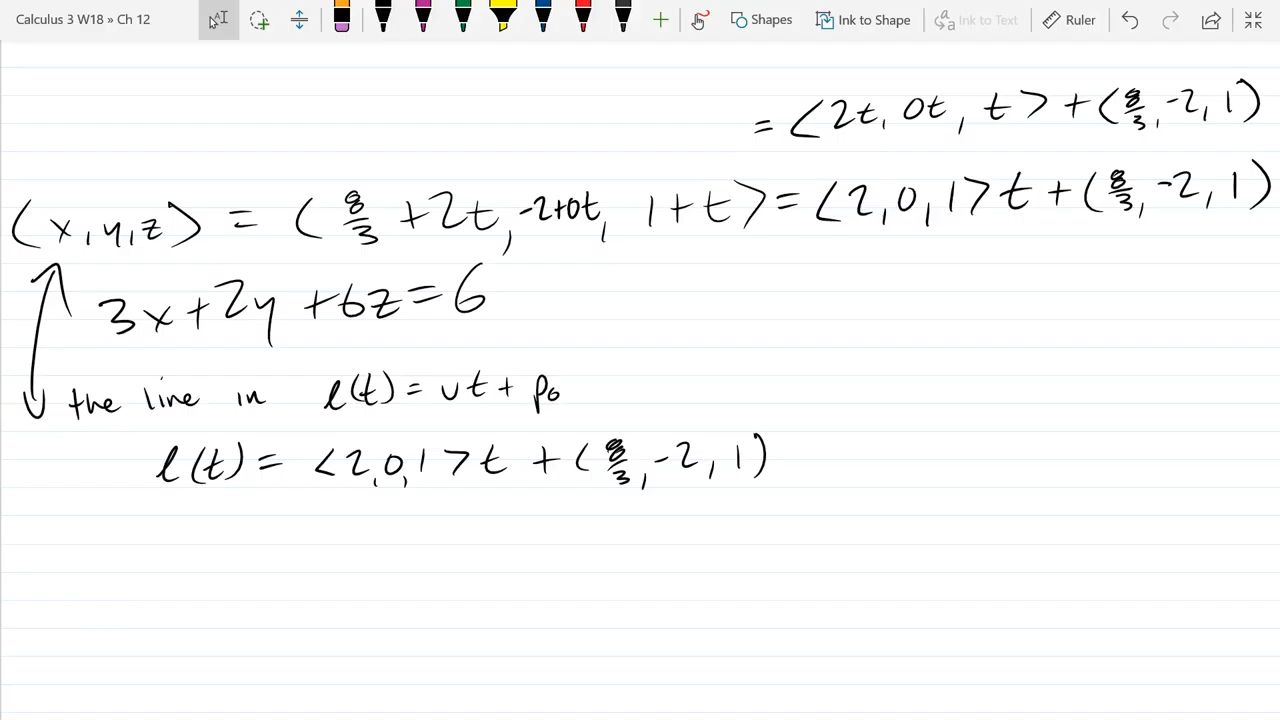 Calculus 3 W18 » Ch 12
Shapes
Ink to Shape
Ink to Text
Ruler
= <2t, 0t, t> + (8/3, -2, 1)
(x, y, z) = (8/3 + 2t, -2+0t, 1+t) = <2, 0, 1> t + (8/3, -2, 1)
3x + 2y + 6z = 6
the line in l(t) = vt + p₀
l(t) = <2, 0, 1> t + (8/3, -2, 1)